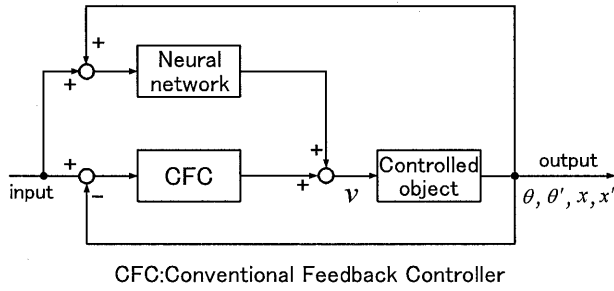 +
+
Neural
network
+
+
-
CFC
+
+
v
Controlled
object
input
output
θ, θ′, x, x′
CFC:Conventional Feedback Controller